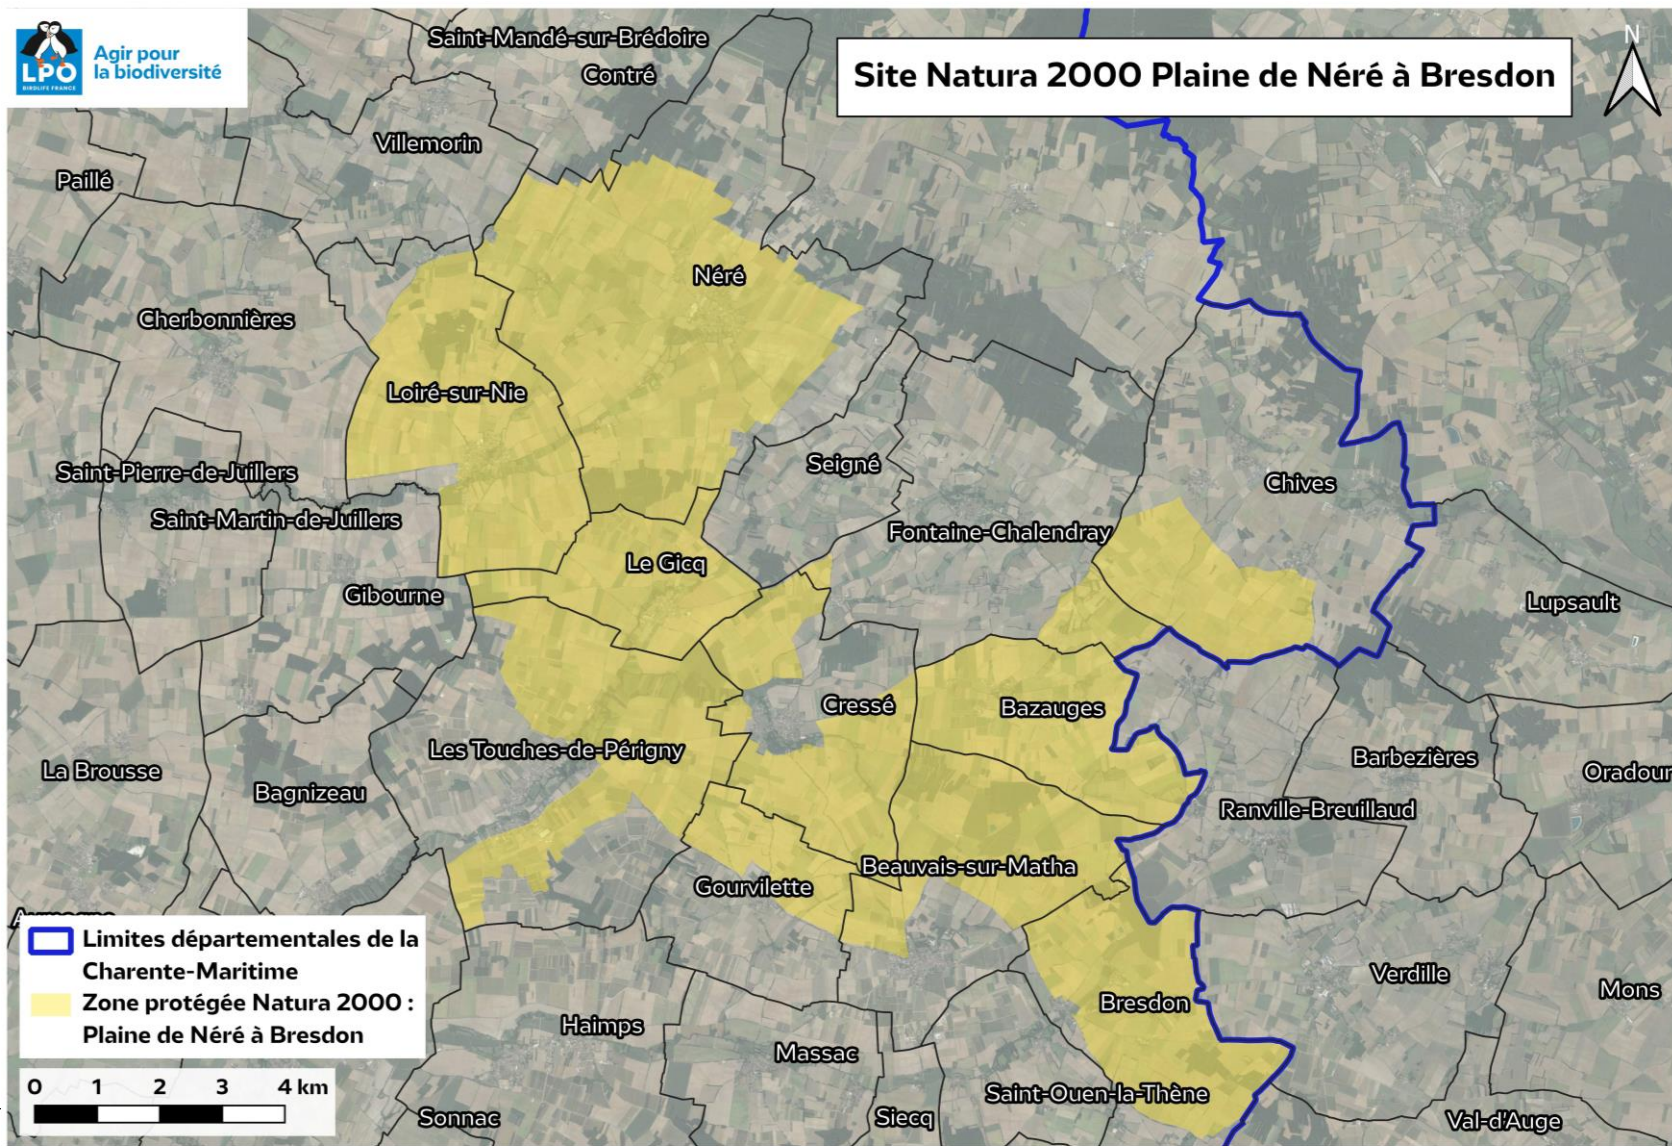 LPO
BIRDLIFE FRANCE
Agir pour
la biodiversité
Site Natura 2000 Plaine de Néré à Bresdon
N
Saint-Mandé-sur-Brédoire
Contré
Villemorin
Paillé
Néré
Cherbonnières
Loiré-sur-Nie
Seigné
Saint-Pierre-de-Juillers
Chives
Saint-Martin-de-Juillers
Fontaine-Chalendray
Le Gicq
Gibourne
Lupsault
Cressé
Bazauges
Les Touches-de-Périgny
La Brousse
Barbezières
Oradour
Bagnizeau
Ranville-Breuillaud
Beauvais-sur-Matha
Gourvilette
Limites départementales de la
Charente-Maritime
Zone protégée Natura 2000 :
Plaine de Néré à Bresdon
Verdille
Mons
Bresdon
Haimps
Massac
Saint-Ouen-la-Thène
0 1 2 3 4 km
Sonnac
Siecq
Val-d'Auge